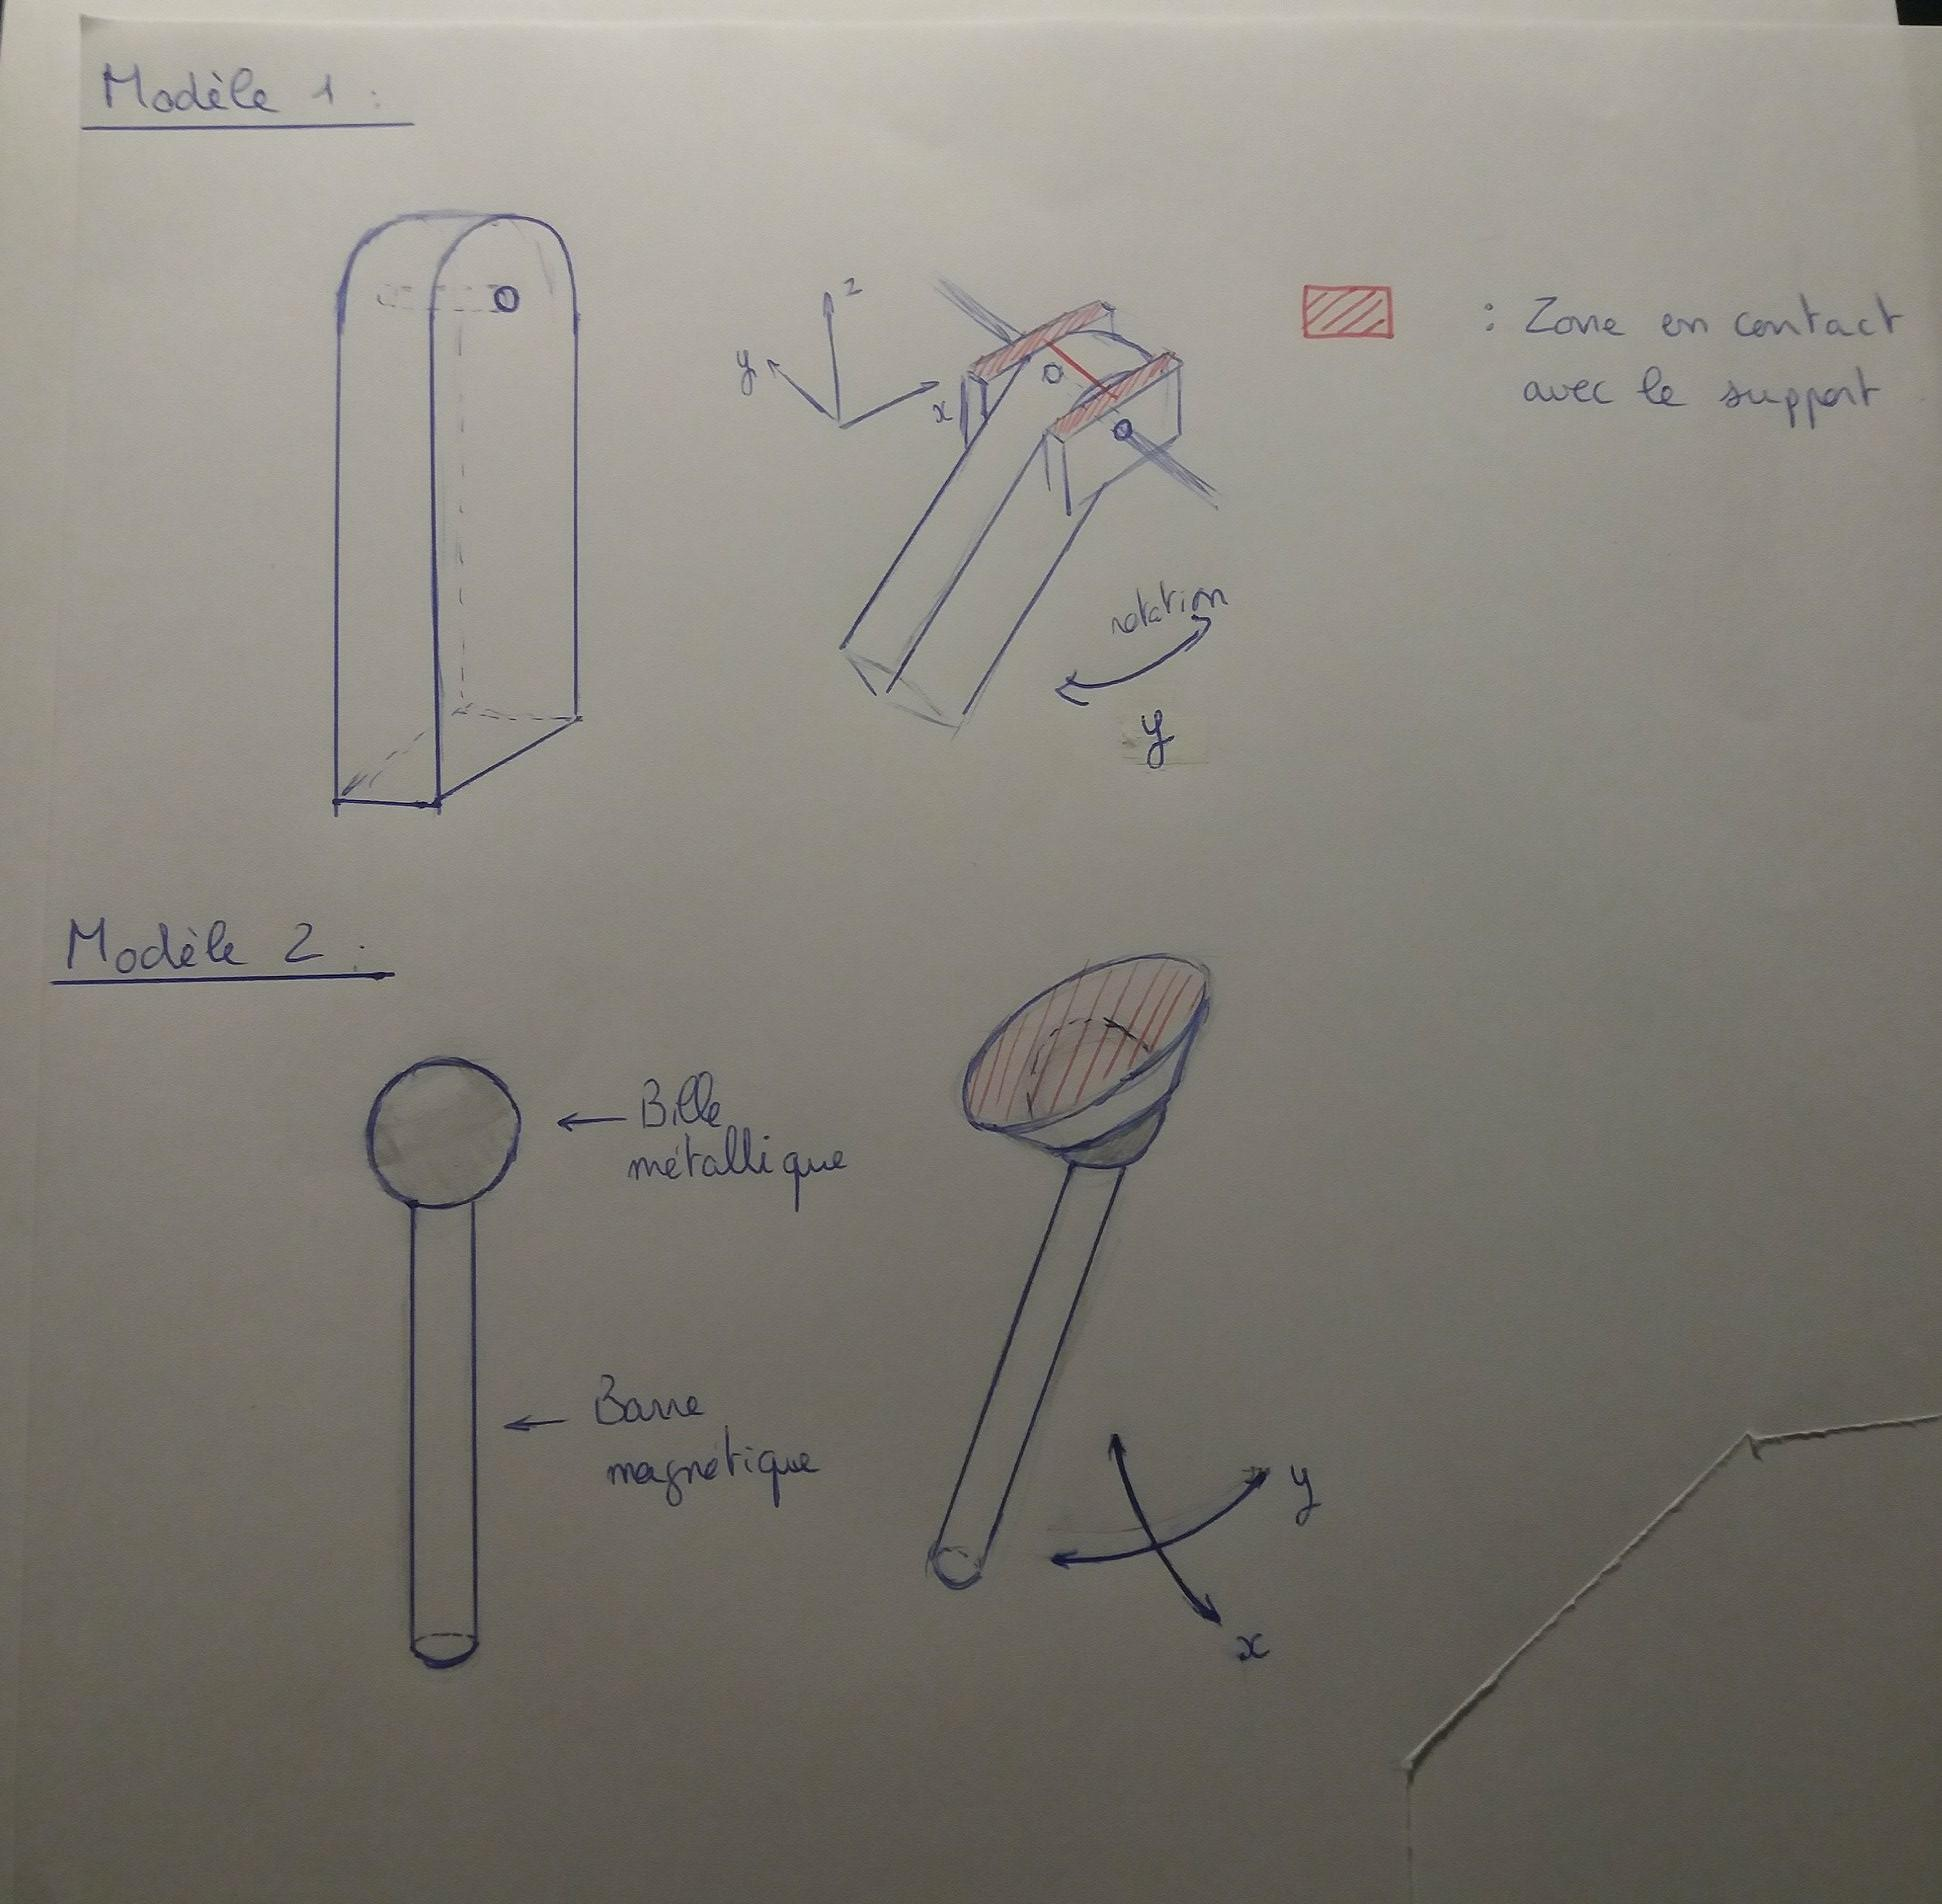 Modèle 1 :
z
y
x
: Zone en contact
avec le support
rotation
y
Modèle 2 :
Bille
métallique
Barre
magnétique
y
x